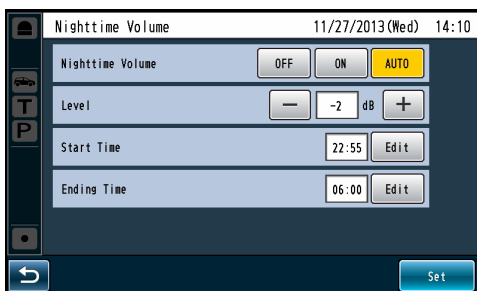 Nighttime Volume 11/27/2013(Wed) 14:10
Nighttime Volume OFF ON AUTO
T
Level − -2 dB +
P
Start Time 22:55 Edit
Ending Time 06:00 Edit
Set